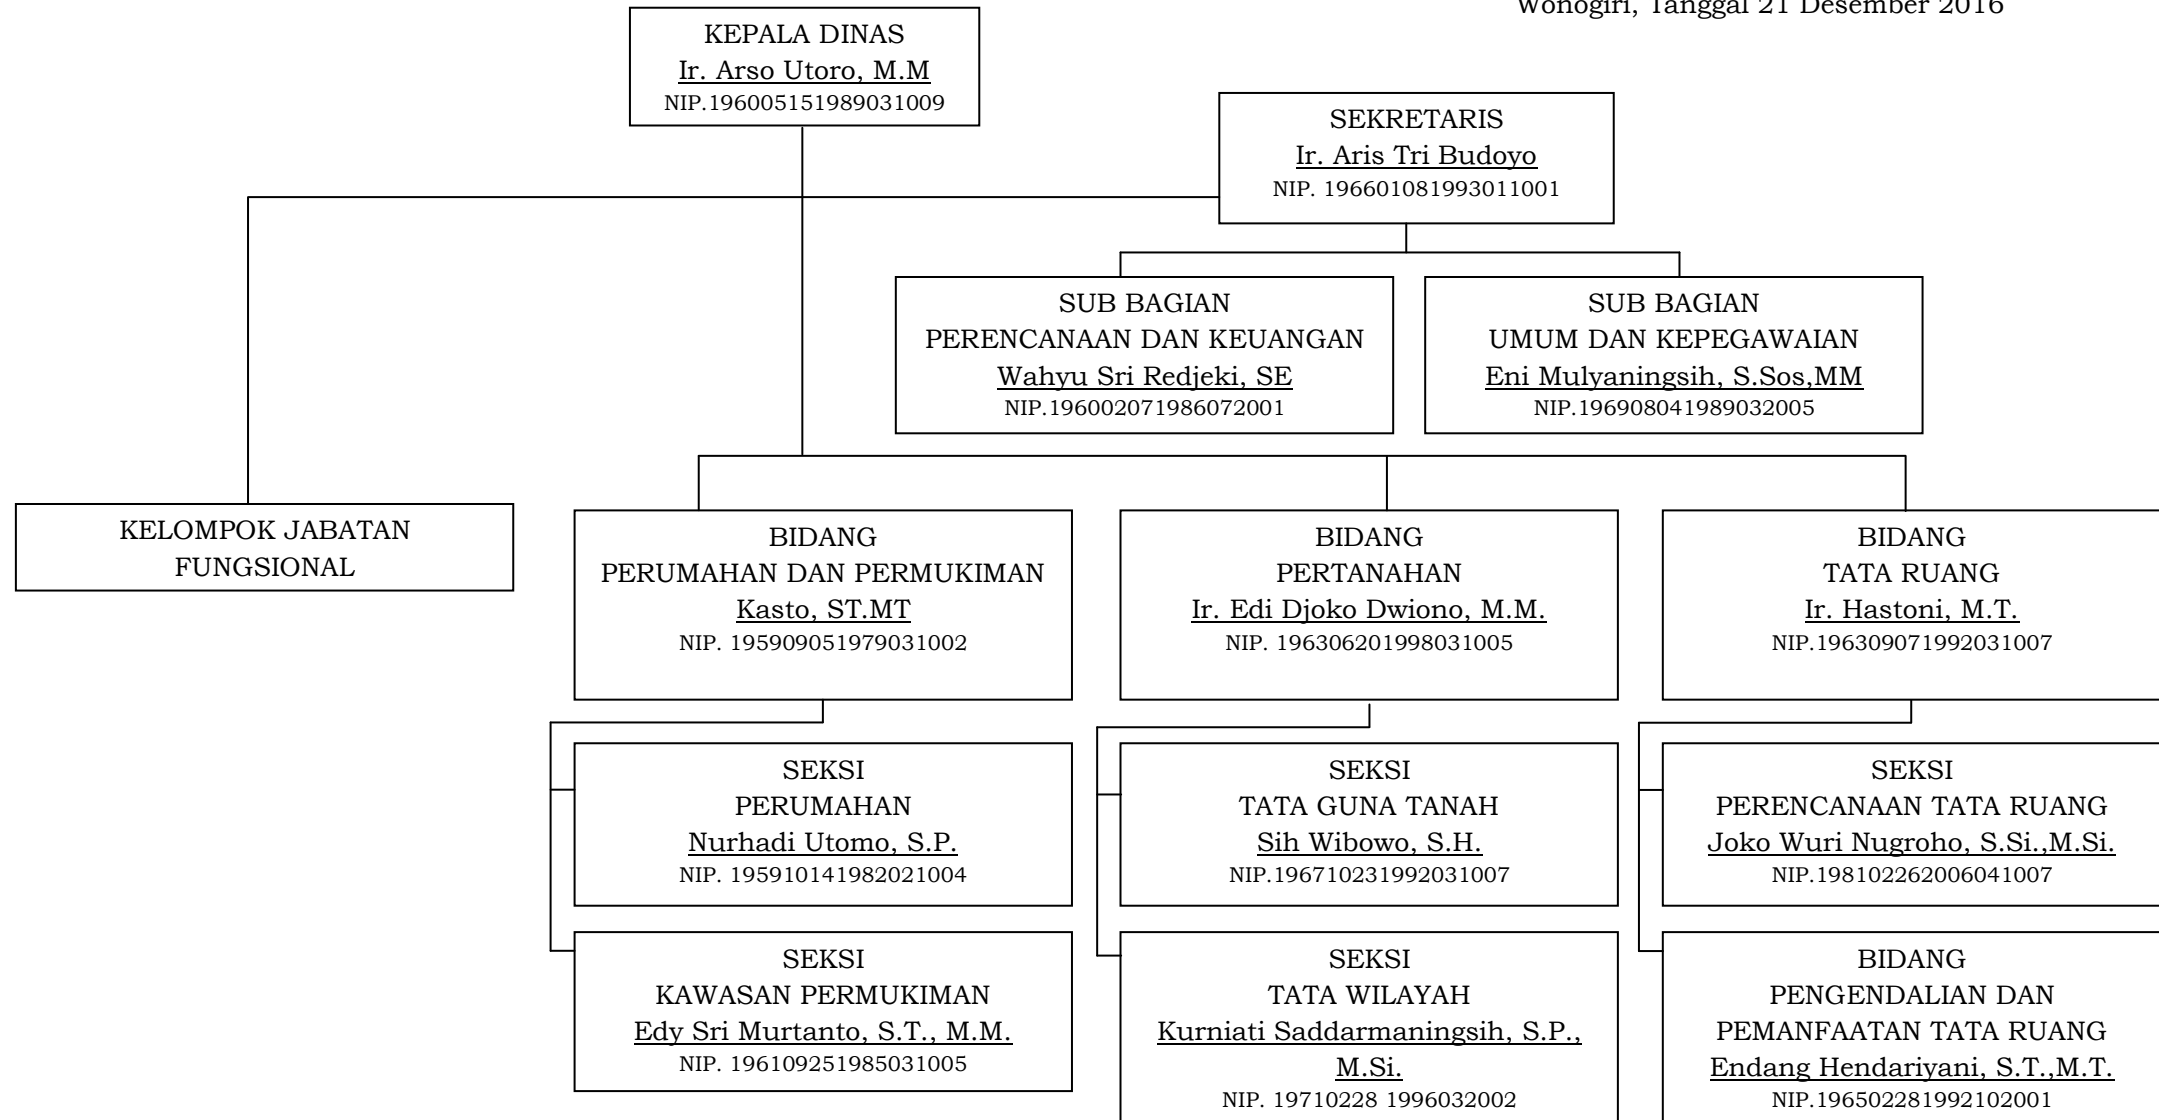 Wonogiri, Tanggal 21 Desember 2016
KEPALA DINAS
Ir. Arso Utoro, M.M
NIP.196005151989031009
SEKRETARIS
Ir. Aris Tri Budoyo
NIP. 196601081993011001
SUB BAGIAN
PERENCANAAN DAN KEUANGAN
Wahyu Sri Redjeki, SE
NIP.196002071986072001
SUB BAGIAN
UMUM DAN KEPEGAWAIAN
Eni Mulyaningsih, S.Sos,MM
NIP.196908041989032005
KELOMPOK JABATAN
FUNGSIONAL
BIDANG
PERUMAHAN DAN PERMUKIMAN
Kasto, ST.MT
NIP. 195909051979031002
BIDANG
PERTANAHAN
Ir. Edi Djoko Dwiono, M.M.
NIP. 196306201998031005
BIDANG
TATA RUANG
Ir. Hastoni, M.T.
NIP.196309071992031007
SEKSI
PERUMAHAN
Nurhadi Utomo, S.P.
NIP. 195910141982021004
SEKSI
TATA GUNA TANAH
Sih Wibowo, S.H.
NIP.196710231992031007
SEKSI
PERENCANAAN TATA RUANG
Joko Wuri Nugroho, S.Si.,M.Si.
NIP.198102262006041007
SEKSI
KAWASAN PERMUKIMAN
Edy Sri Murtanto, S.T., M.M.
NIP. 196109251985031005
SEKSI
TATA WILAYAH
Kurniati Saddarmaningsih, S.P.,
M.Si.
NIP. 19710228 1996032002
BIDANG
PENGENDALIAN DAN
PEMANFAATAN TATA RUANG
Endang Hendariyani, S.T.,M.T.
NIP.196502281992102001